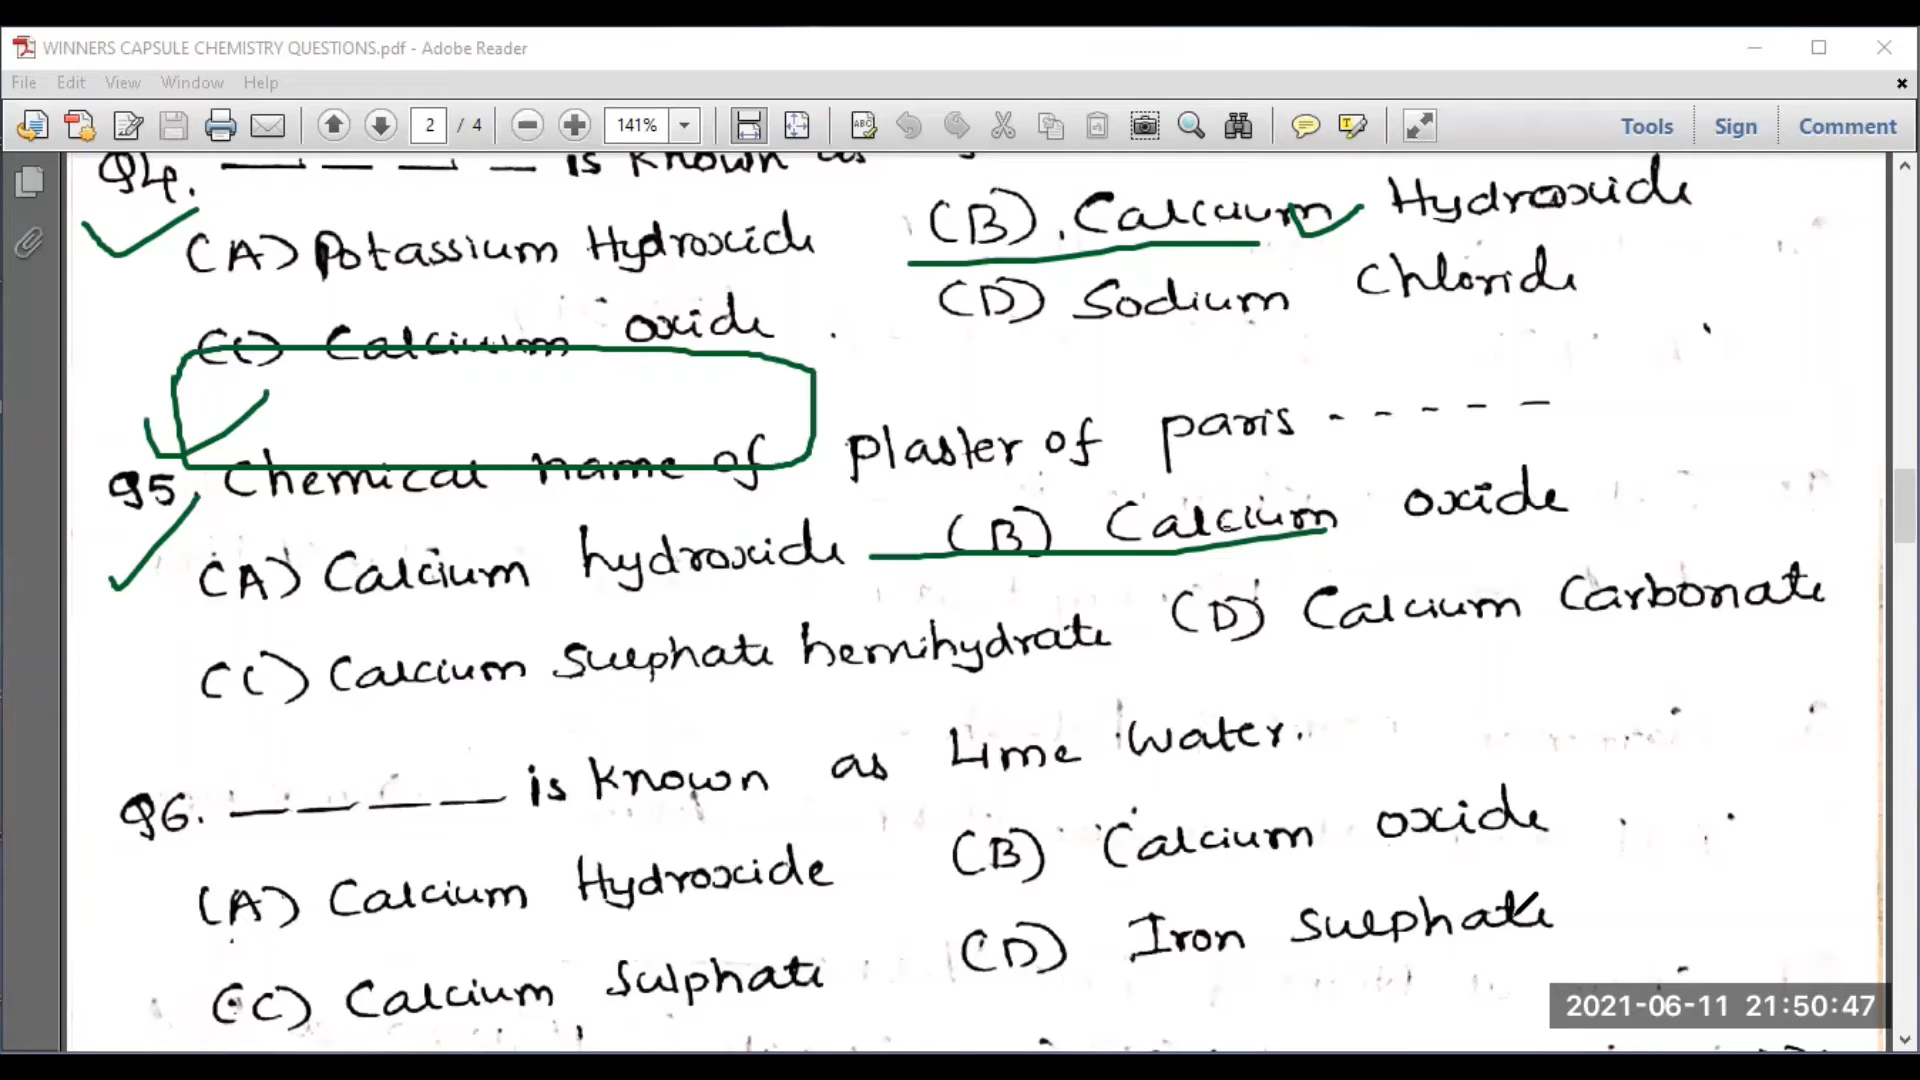 WINNERS CAPSULE CHEMISTRY QUESTIONS.pdf - Adobe Reader
File Edit View Window Help
2 / 4 141% Tools Sign Comment
94. — — — — is known as
(A) Potassium Hydroxide (B) Calcium Hydroxide
(C) Calcium oxide (D) Sodium Chloride
95. Chemical name of plaster of paris - - - - -
(A) Calcium hydroxide (B) Calcium oxide
(C) Calcium Sulphate hemihydrate (D) Calcium Carbonate
96. — — — — is known as Lime Water.
(A) Calcium Hydroxide (B) Calcium oxide
(C) Calcium Sulphate (D) Iron Sulphate
2021-06-11 21:50:47